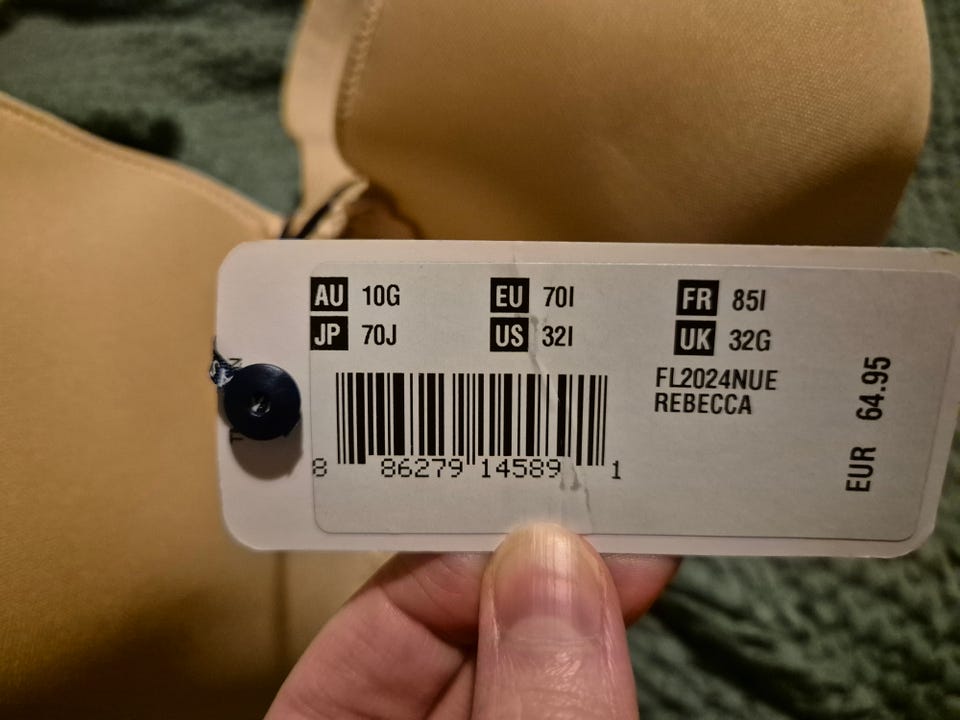 AU 10G EU 70I FR 85I
JP 70J US 32I UK 32G
FL2024NUE
REBECCA
EUR 64.95
8 86279 14589 1